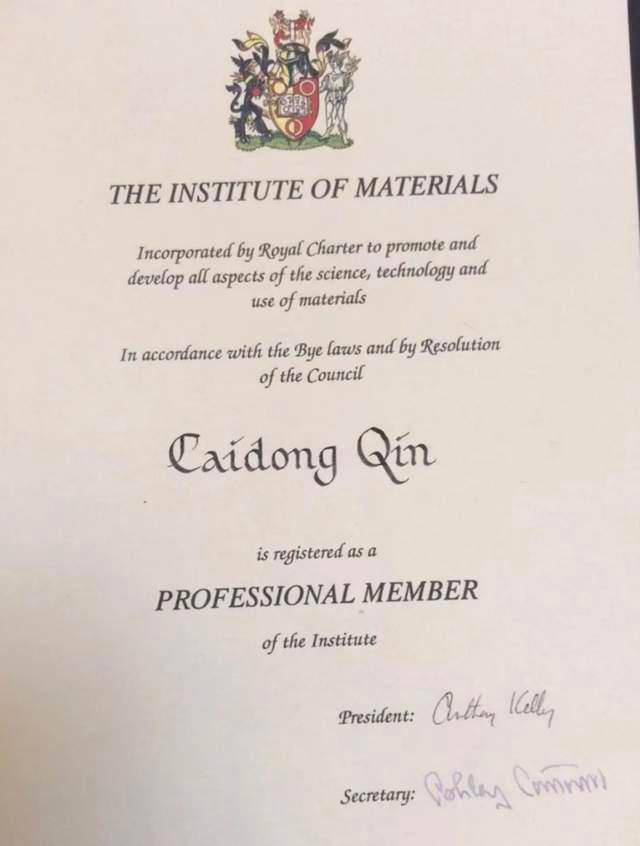 THE INSTITUTE OF MATERIALS
Incorporated by Royal Charter to promote and
develop all aspects of the science, technology and
use of materials
In accordance with the Bye laws and by Resolution
of the Council
Caidong Qin
is registered as a
PROFESSIONAL MEMBER
of the Institute
President: Anthony Kelly
Secretary: